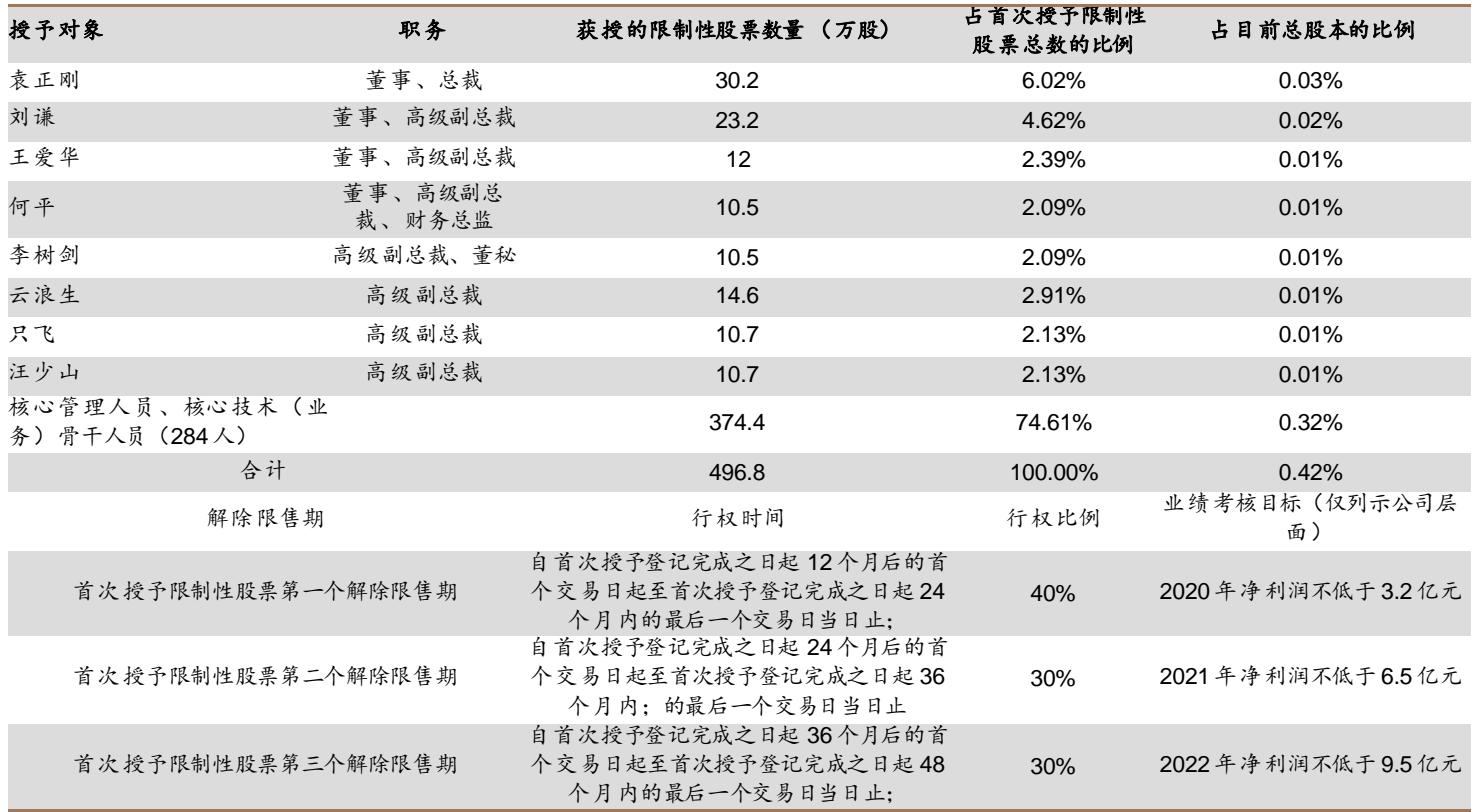 授予对象 职务 获授的限制性股票数量（万股） 占首次授予限制性股票总数的比例 占目前总股本的比例
袁正刚 董事、总裁 30.2 6.02% 0.03%
刘谦 董事、高级副总裁 23.2 4.62% 0.02%
王爱华 董事、高级副总裁 12 2.39% 0.01%
何平 董事、高级副总裁、财务总监 10.5 2.09% 0.01%
李树剑 高级副总裁、董秘 10.5 2.09% 0.01%
云浪生 高级副总裁 14.6 2.91% 0.01%
只飞 高级副总裁 10.7 2.13% 0.01%
汪少山 高级副总裁 10.7 2.13% 0.01%
核心管理人员、核心技术（业务）骨干人员（284人） 374.4 74.61% 0.32%
合计 496.8 100.00% 0.42%
解除限售期 行权时间 行权比例 业绩考核目标（仅列示公司层面）
首次授予限制性股票第一个解除限售期 自首次授予登记完成之日起12个月后的首个交易日起至首次授予登记完成之日起24个月内的最后一个交易日当日止； 40% 2020年净利润不低于3.2亿元
首次授予限制性股票第二个解除限售期 自首次授予登记完成之日起24个月后的首个交易日起至首次授予登记完成之日起36个月内；的最后一个交易日当日止 30% 2021年净利润不低于6.5亿元
首次授予限制性股票第三个解除限售期 自首次授予登记完成之日起36个月后的首个交易日起至首次授予登记完成之日起48个月内的最后一个交易日当日止； 30% 2022年净利润不低于9.5亿元